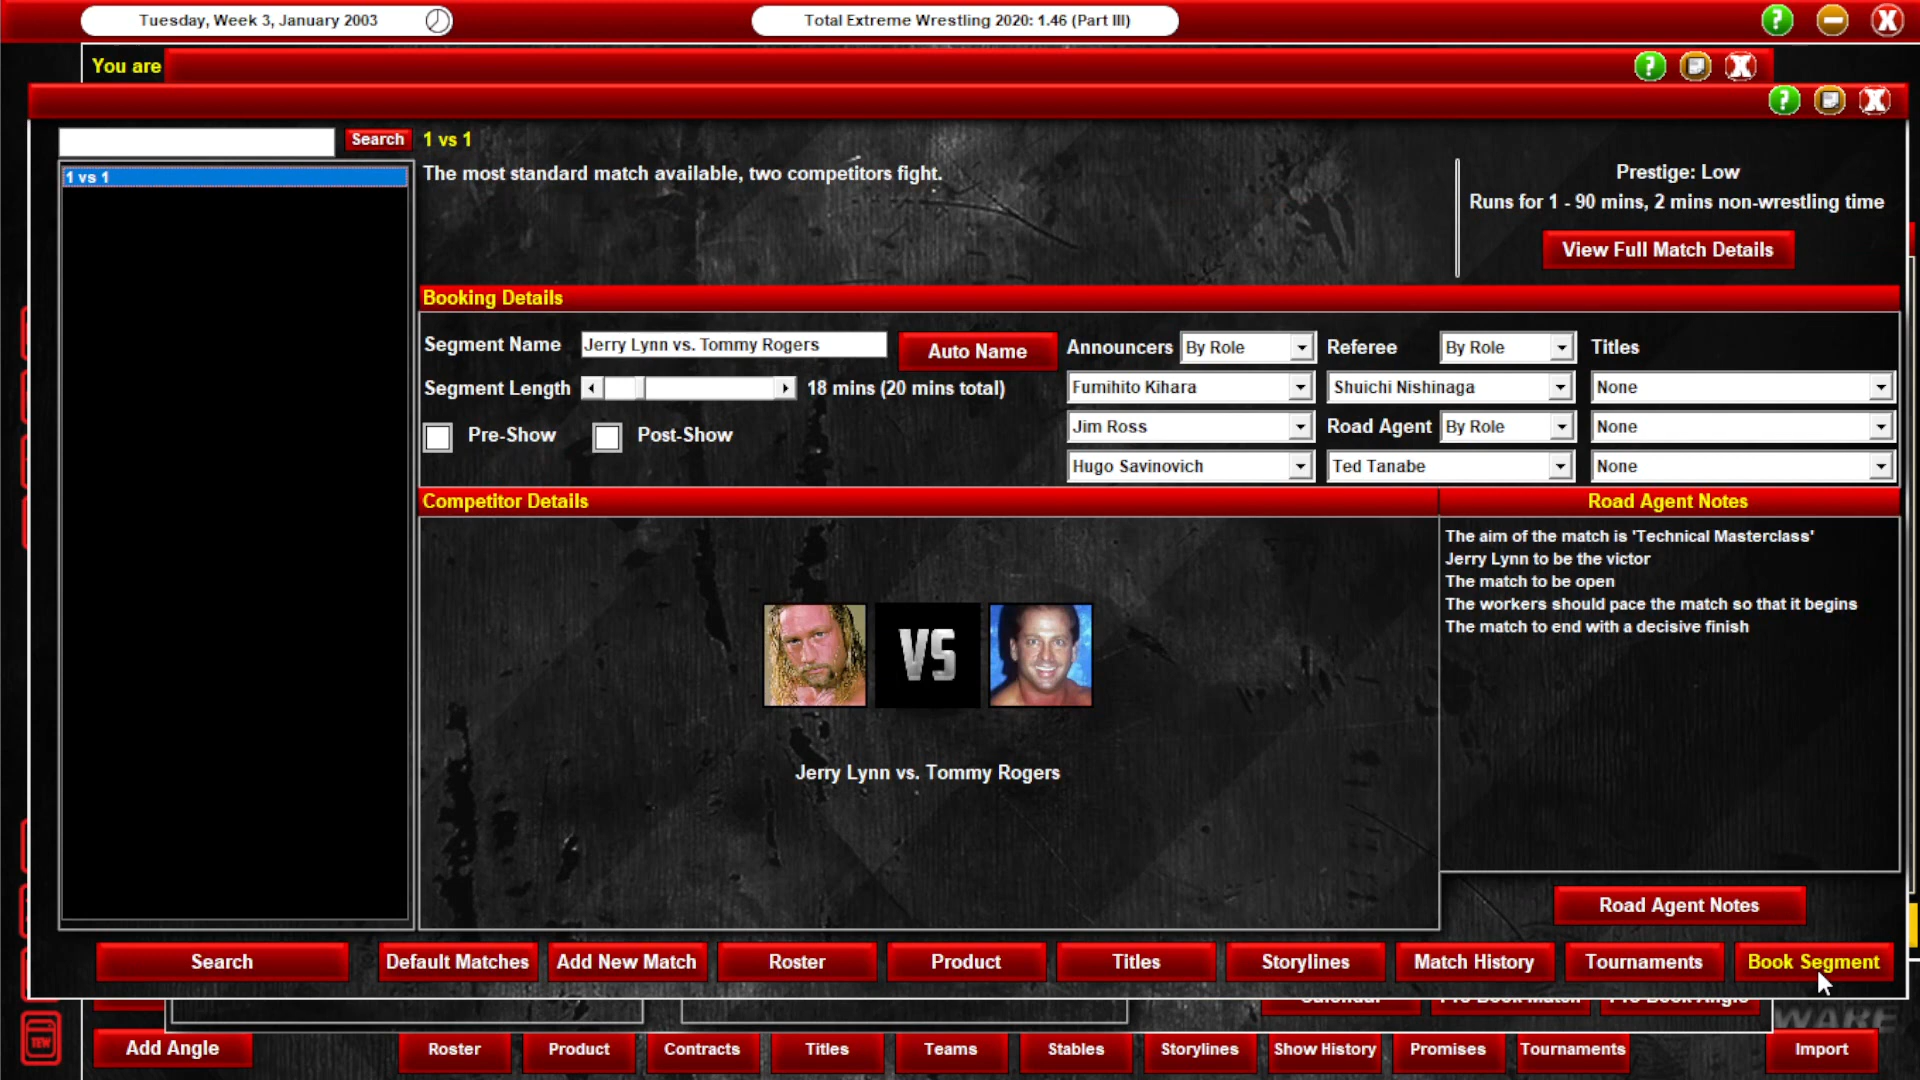 Tuesday, Week 3, January 2003
Total Extreme Wrestling 2020: 1.46 (Part III)
You are
Search
1 vs 1
1 vs 1
The most standard match available, two competitors fight.
Prestige: Low
Runs for 1 - 90 mins, 2 mins non-wrestling time
View Full Match Details
Booking Details
Segment Name
Jerry Lynn vs. Tommy Rogers
Auto Name
Announcers
By Role
Referee
By Role
Titles
Segment Length
18 mins (20 mins total)
Fumihito Kihara
Shuichi Nishinaga
None
Pre-Show
Post-Show
Jim Ross
Road Agent
By Role
None
Hugo Savinovich
Ted Tanabe
None
Competitor Details
Road Agent Notes
The aim of the match is 'Technical Masterclass'
Jerry Lynn to be the victor
The match to be open
The workers should pace the match so that it begins
The match to end with a decisive finish
VS
Jerry Lynn vs. Tommy Rogers
Road Agent Notes
Search
Default Matches
Add New Match
Roster
Product
Titles
Storylines
Match History
Tournaments
Book Segment
Calendar
Pre Book Match
Pre Book Angle
WARE
TEW
Add Angle
Roster
Product
Contracts
Titles
Teams
Stables
Storylines
Show History
Promises
Tournaments
Import